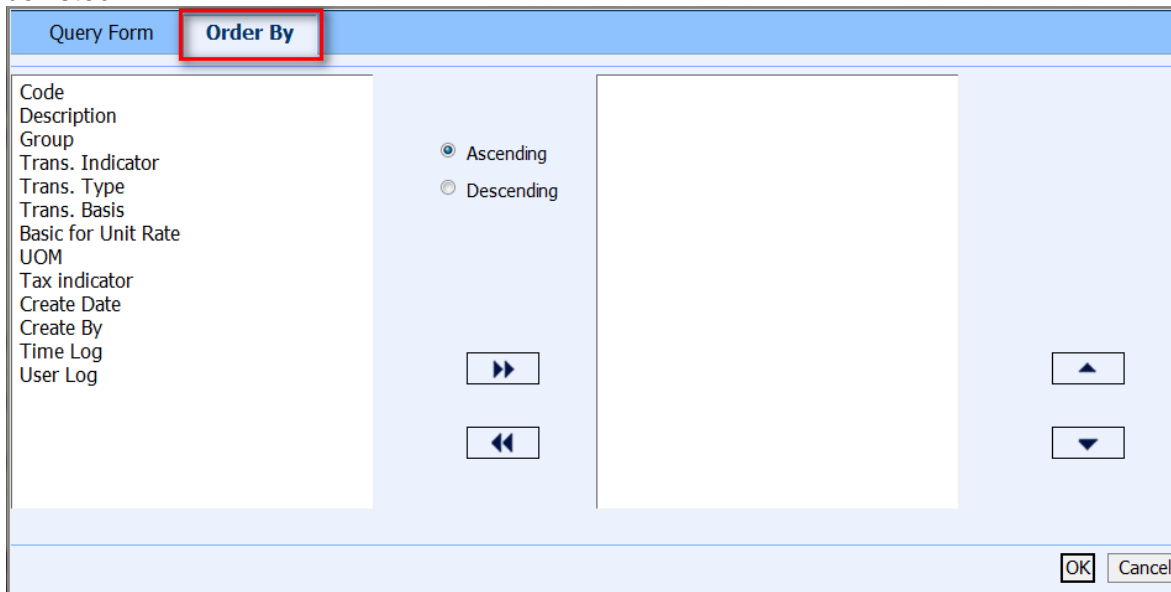 Query Form Order By
Code
Description
Group
Trans. Indicator
Trans. Type
Trans. Basis
Basic for Unit Rate
UOM
Tax indicator
Create Date
Create By
Time Log
User Log
Ascending
Descending
OK Cancel